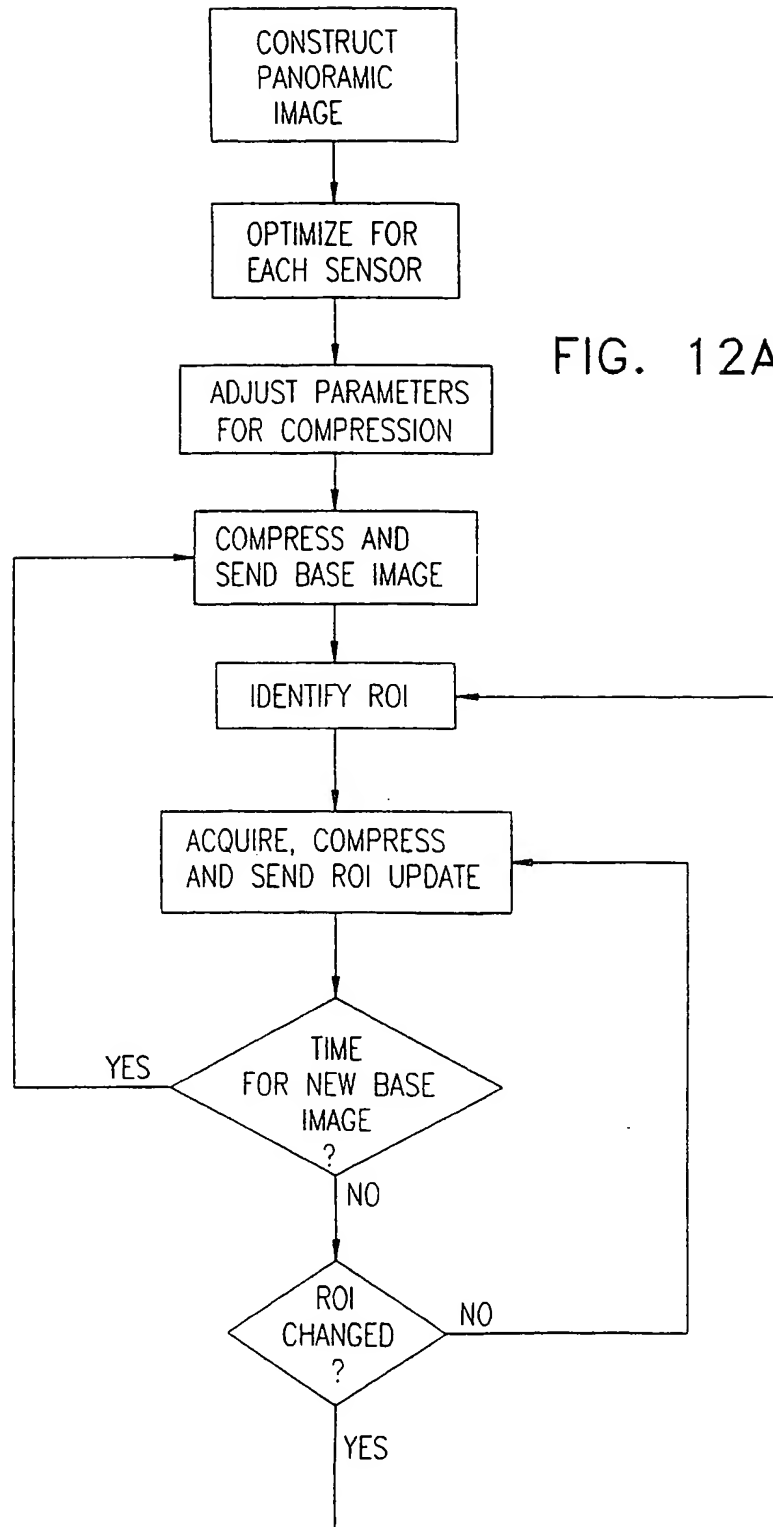 CONSTRUCT
PANORAMIC
IMAGE
OPTIMIZE FOR
EACH SENSOR
FIG. 12A
ADJUST PARAMETERS
FOR COMPRESSION
COMPRESS AND
SEND BASE IMAGE
IDENTIFY ROI
ACQUIRE, COMPRESS
AND SEND ROI UPDATE
YES
TIME
FOR NEW BASE
IMAGE
?
NO
ROI
CHANGED
?
NO
YES